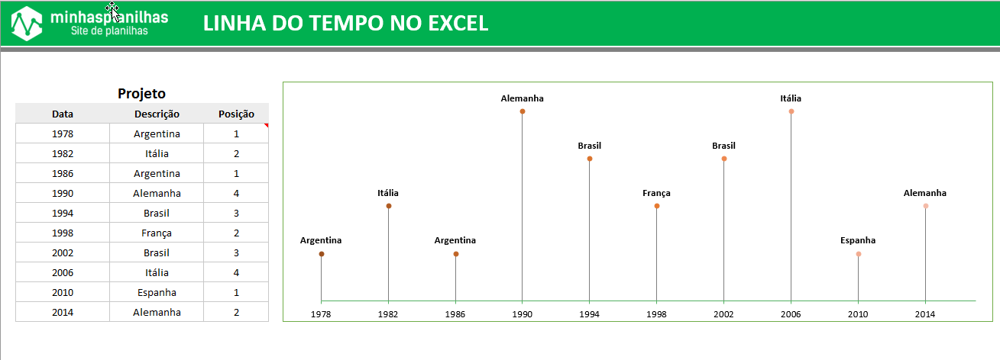 minhasplanilhas
Site de planilhas
LINHA DO TEMPO NO EXCEL
Projeto
Data Descrição Posição
1978 Argentina 1
1982 Itália 2
1986 Argentina 1
1990 Alemanha 4
1994 Brasil 3
1998 França 2
2002 Brasil 3
2006 Itália 4
2010 Espanha 1
2014 Alemanha 2
Alemanha Itália
Brasil Brasil
Itália França Alemanha
Argentina Argentina Espanha
1978 1982 1986 1990 1994 1998 2002 2006 2010 2014